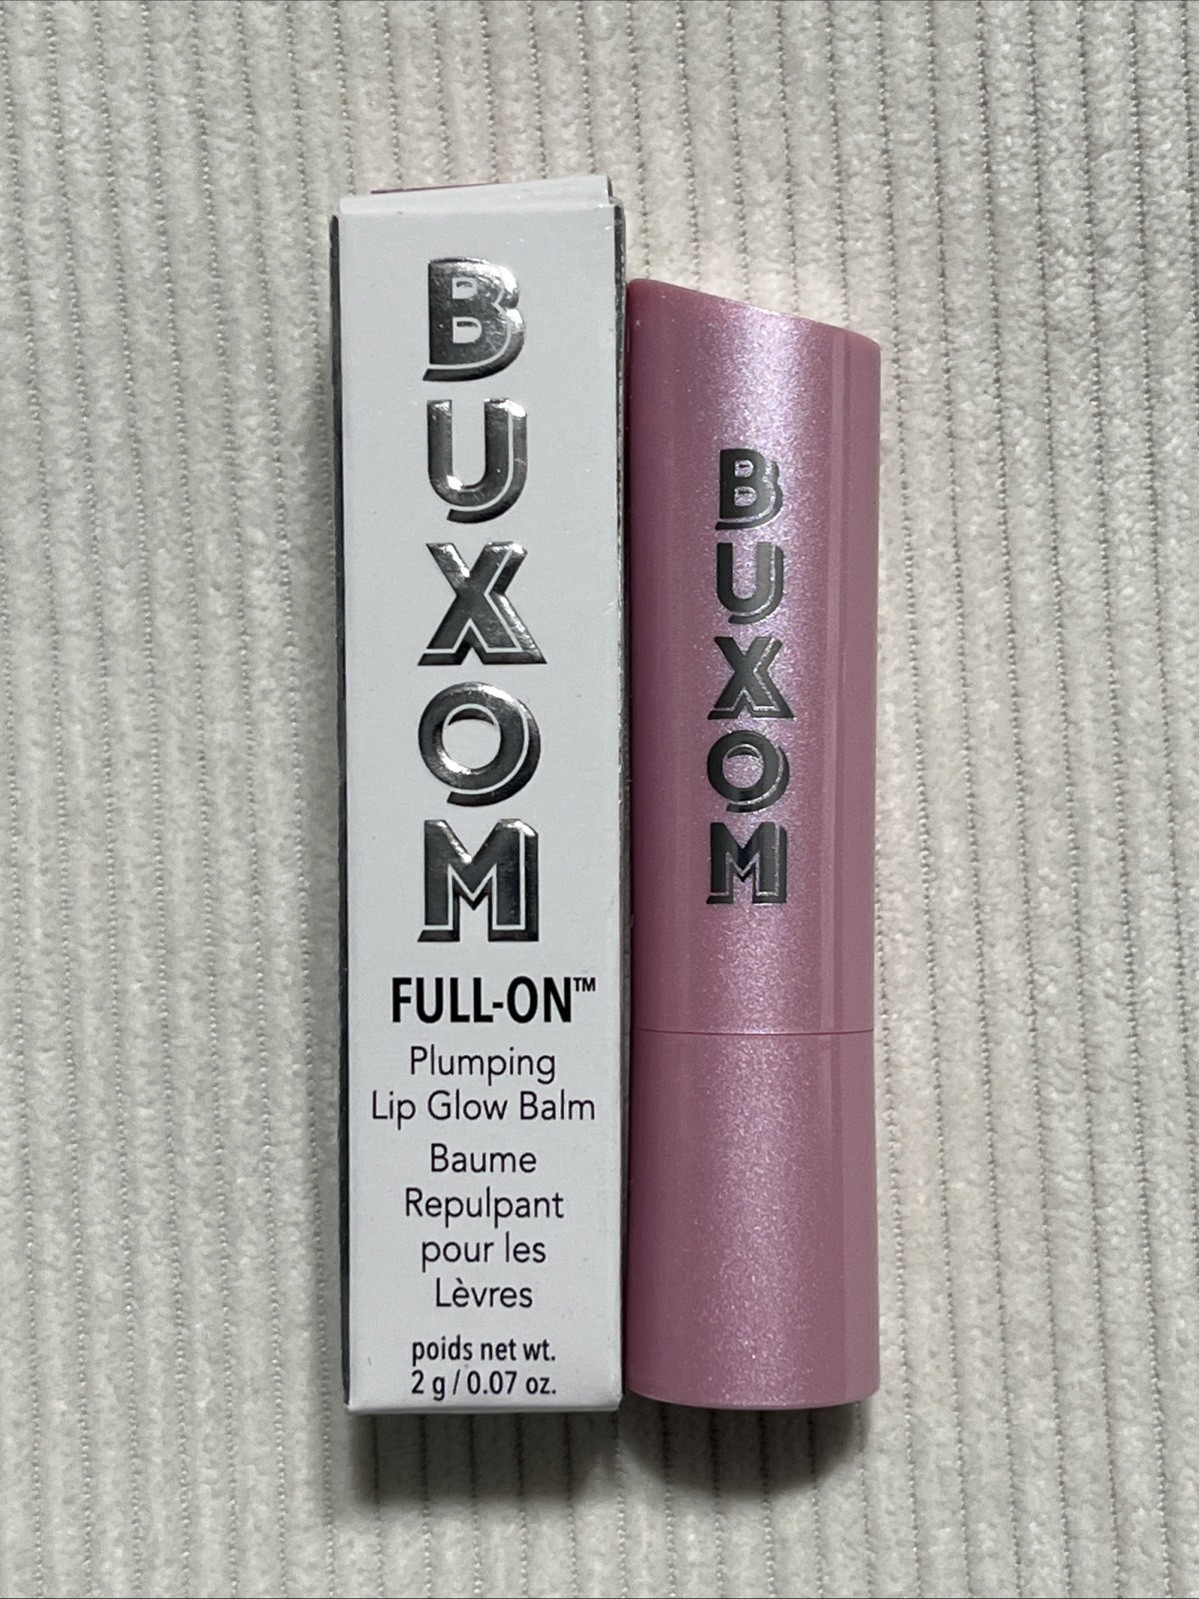 BUXOM
FULL-ON™
Plumping
Lip Glow Balm
Baume
Repulpant
pour les
Lèvres
poids net wt.
2 g / 0.07 oz.
BUXOM